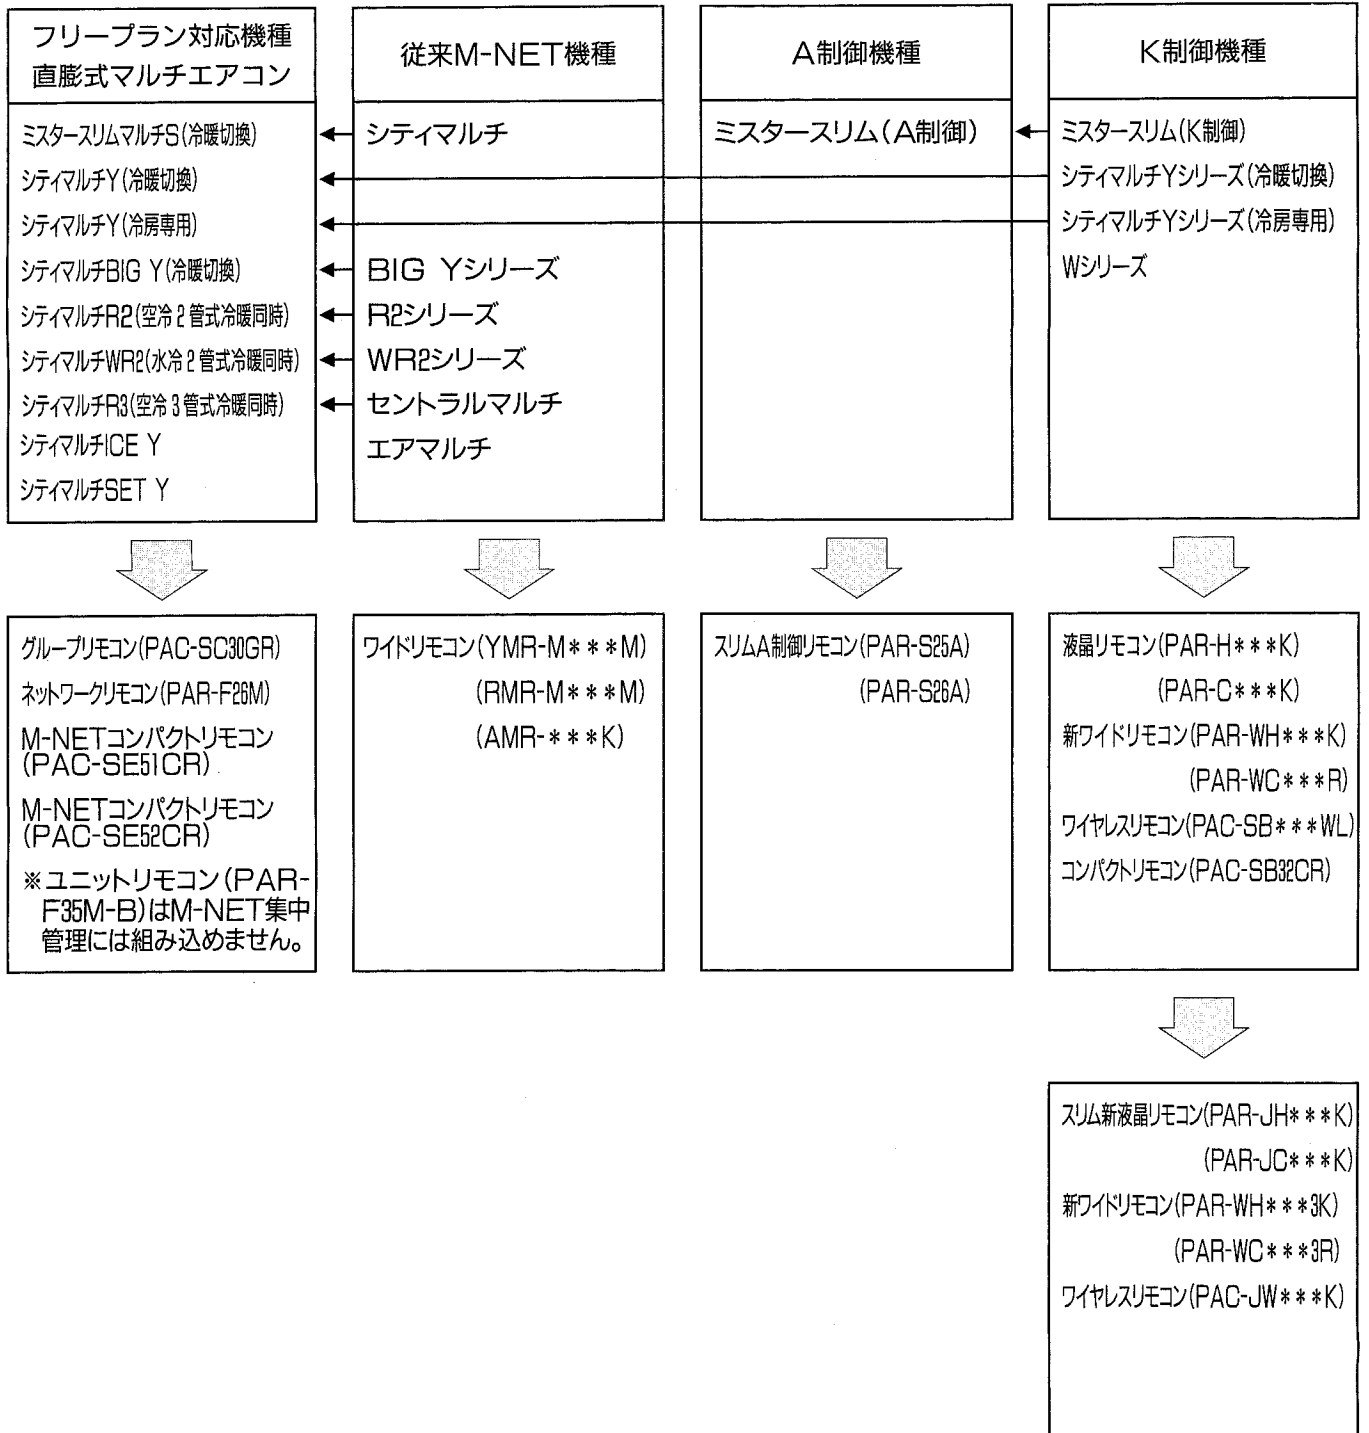 フリープラン対応機種
直膨式マルチエアコン
ミスタースリムマルチS(冷暖切換)
シティマルチY(冷暖切換)
シティマルチY(冷房専用)
シティマルチBIG Y(冷暖切換)
シティマルチR2(空冷2管式冷暖同時)
シティマルチWR2(水冷2管式冷暖同時)
シティマルチR3(空冷3管式冷暖同時)
シティマルチICE Y
シティマルチSET Y
従来M-NET機種
シティマルチ
BIG Yシリーズ
R2シリーズ
WR2シリーズ
セントラルマルチ
エアマルチ
A制御機種
ミスタースリム(A制御)
K制御機種
ミスタースリム(K制御)
シティマルチYシリーズ(冷暖切換)
シティマルチYシリーズ(冷房専用)
Wシリーズ
グループリモコン(PAC-SC30GR)
ネットワークリモコン(PAR-F26M)
M-NETコンパクトリモコン
(PAC-SE51CR)
M-NETコンパクトリモコン
(PAC-SE52CR)
※ユニットリモコン(PAR-
F35M-B)はM-NET集中
管理には組み込めません。
ワイドリモコン(YMR-M***M)
(RMR-M***M)
(AMR-***K)
スリムA制御リモコン(PAR-S25A)
(PAR-S26A)
液晶リモコン(PAR-H***K)
(PAR-C***K)
新ワイドリモコン(PAR-WH***K)
(PAR-WC***R)
ワイヤレスリモコン(PAC-SB***WL)
コンパクトリモコン(PAC-SB32CR)
スリム新液晶リモコン(PAR-JH***K)
(PAR-JC***K)
新ワイドリモコン(PAR-WH***3K)
(PAR-WC***3R)
ワイヤレスリモコン(PAC-JW***K)